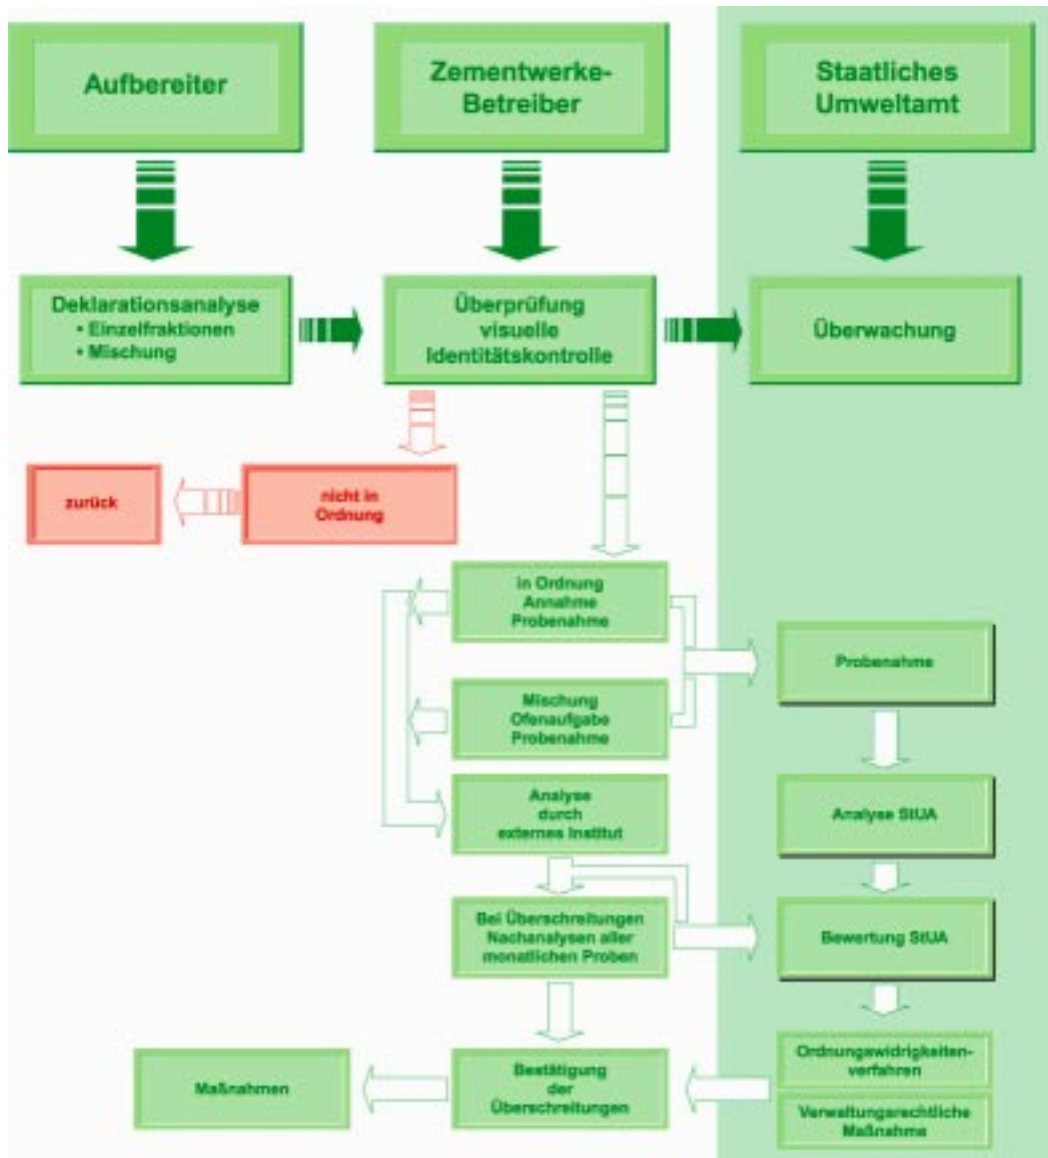 Aufbereiter
Zementwerke-
Betreiber
Staatliches
Umweltamt
Deklarationsanalyse
• Einzelfraktionen
• Mischung
Überprüfung
visuelle
Identitätskontrolle
Überwachung
zurück
nicht in
Ordnung
in Ordnung
Annahme
Probenahme
Probenahme
Mischung
Ofenaufgabe
Probenahme
Analyse
durch
externes Institut
Analyse StUA
Bei Überschreitungen
Nachanalysen aller
monatlichen Proben
Bewertung StUA
Maßnahmen
Bestätigung
der
Überschreitungen
Ordnungswidrigkeiten-
verfahren
Verwaltungsrechtliche
Maßnahme